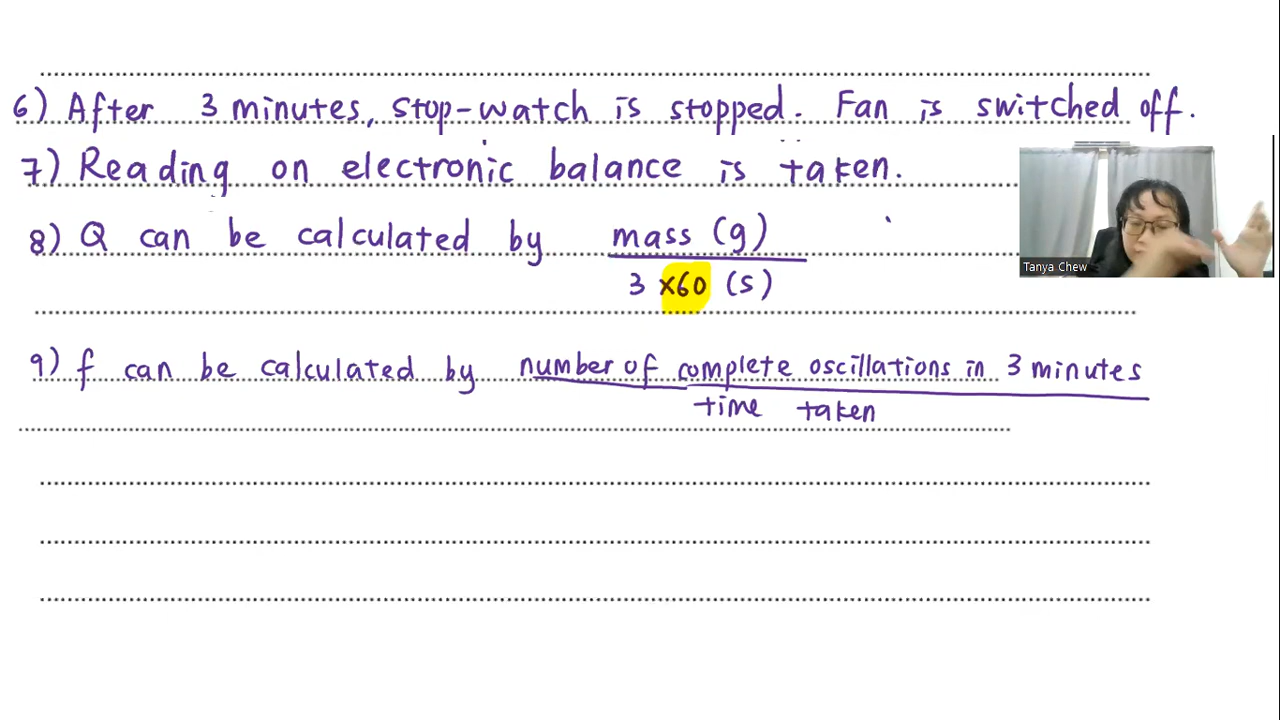 6) After 3 minutes, stop-watch is stopped. Fan is switched off.
7) Reading on electronic balance is taken.
8) Q can be calculated by mass (g)
3 x60 (s)
Tanya Chew
9) f can be calculated by number of complete oscillations in 3 minutes
time taken